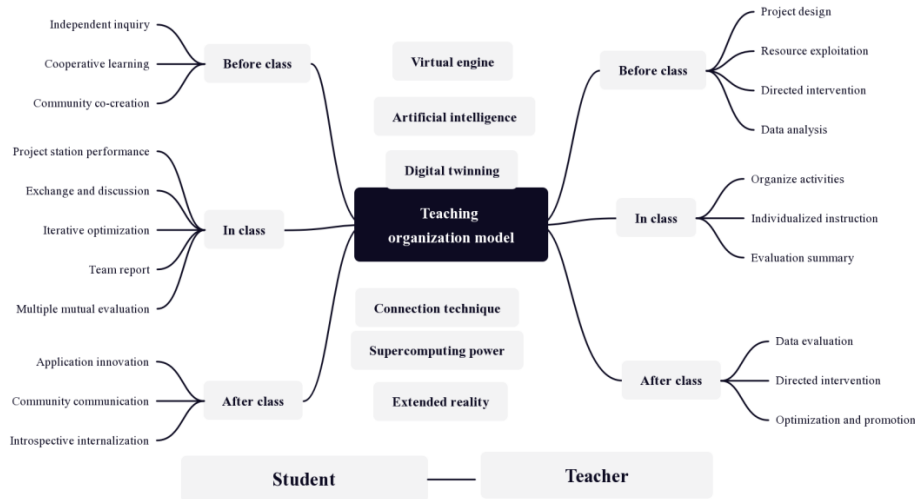 Independent inquiry
Cooperative learning
Community co-creation
Before class
Project station performance
Exchange and discussion
Iterative optimization
Team report
Multiple mutual evaluation
In class
Application innovation
Community communication
Introspective internalization
After class
Virtual engine
Artificial intelligence
Digital twinning
Teaching
organization model
Connection technique
Supercomputing power
Extended reality
Before class
Project design
Resource exploitation
Directed intervention
Data analysis
In class
Organize activities
Individualized instruction
Evaluation summary
After class
Data evaluation
Directed intervention
Optimization and promotion
Student
Teacher